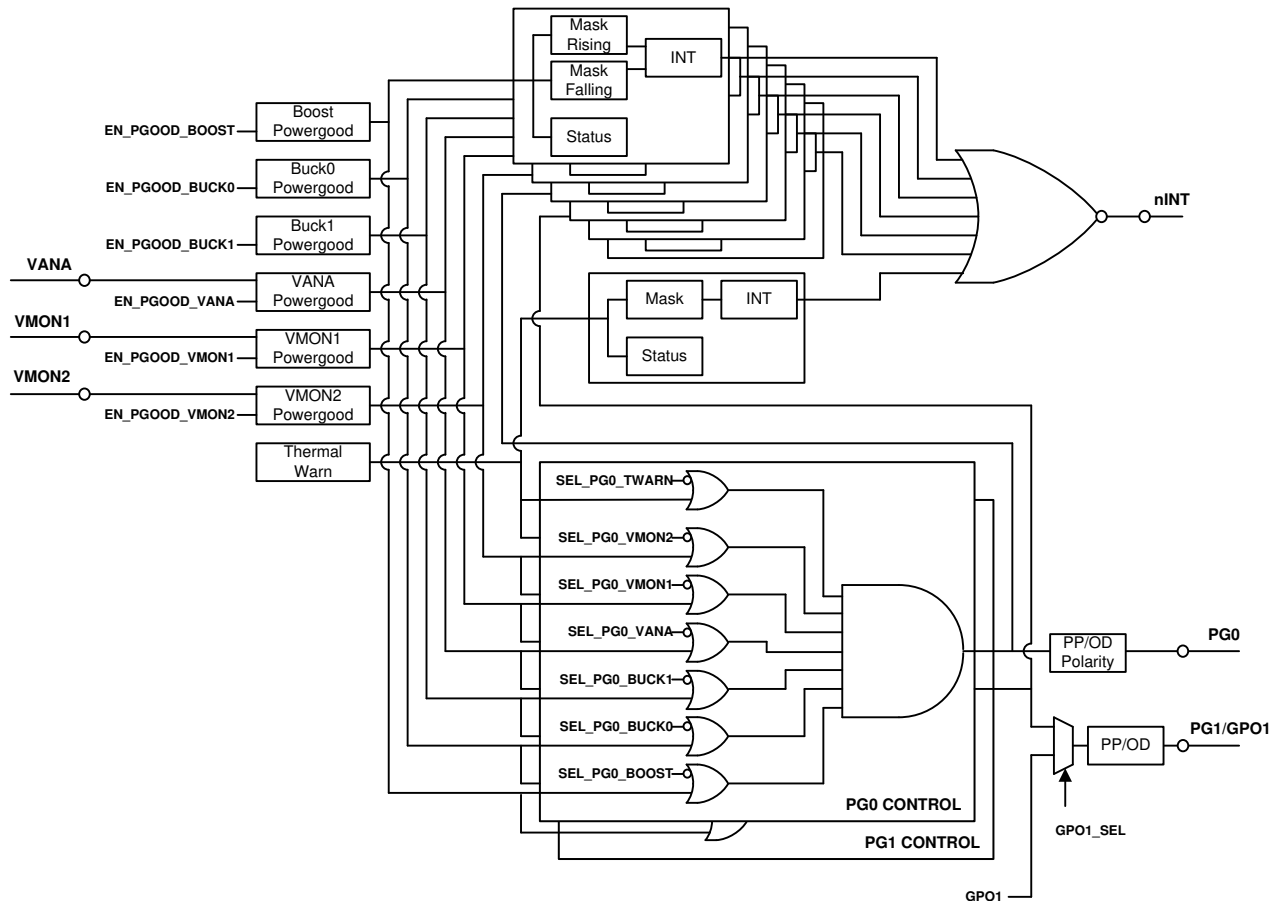 Mask
Rising
INT
Mask
Falling
Status
Boost
Powergood
EN_PGOOD_BOOST
Buck0
Powergood
EN_PGOOD_BUCK0
Buck1
Powergood
EN_PGOOD_BUCK1
VANA
VANA
Powergood
EN_PGOOD_VANA
VMON1
VMON1
Powergood
EN_PGOOD_VMON1
VMON2
VMON2
Powergood
EN_PGOOD_VMON2
Thermal
Warn
nINT
Mask
INT
Status
SEL_PG0_TWARN
SEL_PG0_VMON2
SEL_PG0_VMON1
SEL_PG0_VANA
SEL_PG0_BUCK1
SEL_PG0_BUCK0
SEL_PG0_BOOST
PG0 CONTROL
PG1 CONTROL
PP/OD
Polarity
PG0
PP/OD
PG1/GPO1
GPO1_SEL
GPO1